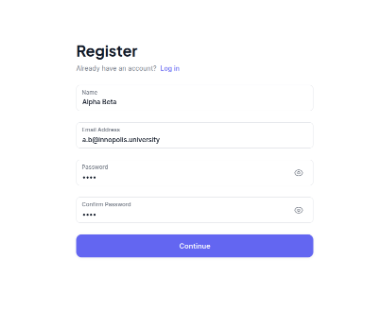 Register
Already have an account? Log in
Name
Alpha Beta
Email Address
a.b@innopolis.university
Password
••••
Confirm Password
••••
Continue